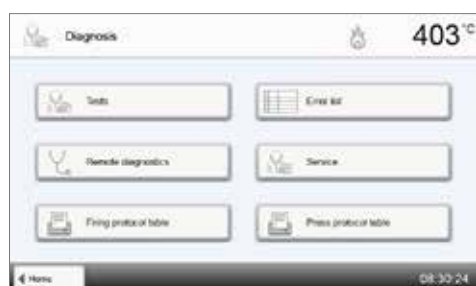 Diagnosis
403 °C
Tests
Error list
Remote diagnostics
Service
Firing protocol table
Press protocol table
Home
08:30:24